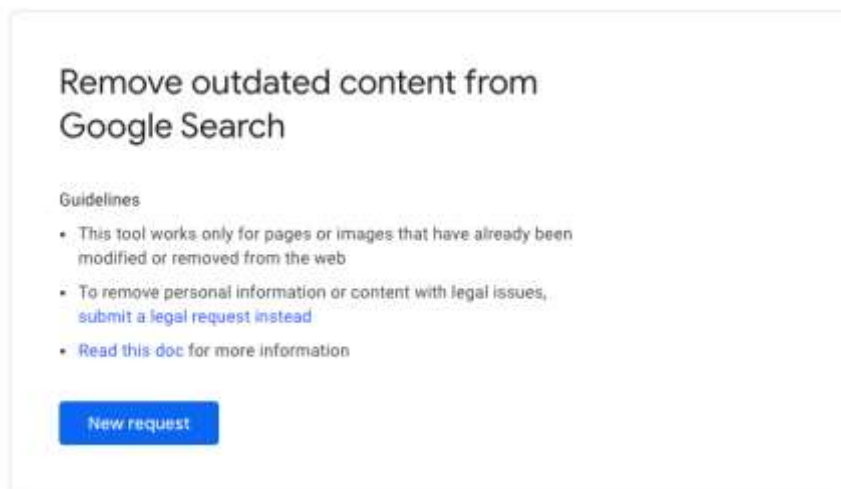 Remove outdated content from
Google Search
Guidelines
• This tool works only for pages or images that have already been
modified or removed from the web
• To remove personal information or content with legal issues,
submit a legal request instead
• Read this doc for more information
New request